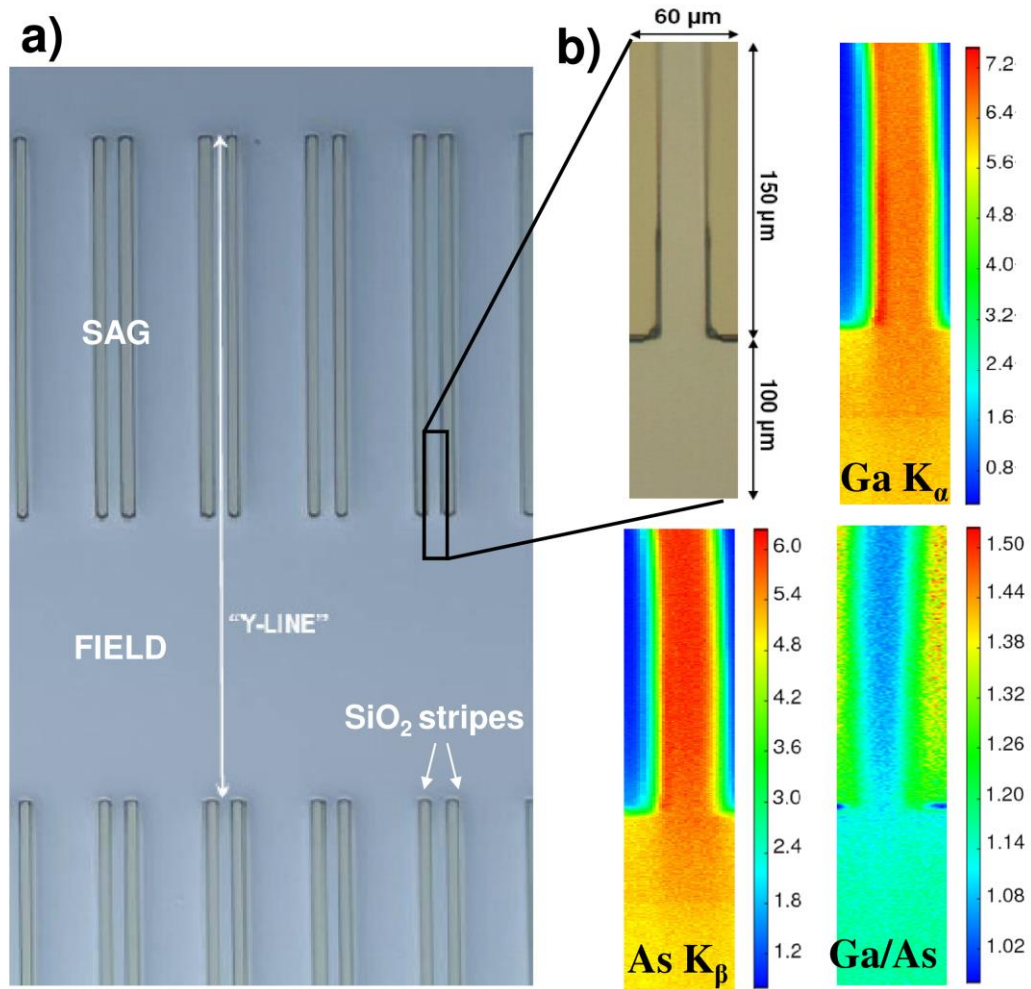 a)
SAG
"Y-LINE"
FIELD
SiO₂ stripes
b)
60 µm
150 µm
100 µm
7.2
6.4
5.6
4.8
4.0
3.2
2.4
1.6
0.8
Ga Kα
6.0
5.4
4.8
4.2
3.6
3.0
2.4
1.8
1.2
As Kβ
1.50
1.44
1.38
1.32
1.26
1.20
1.14
1.08
1.02
Ga/As